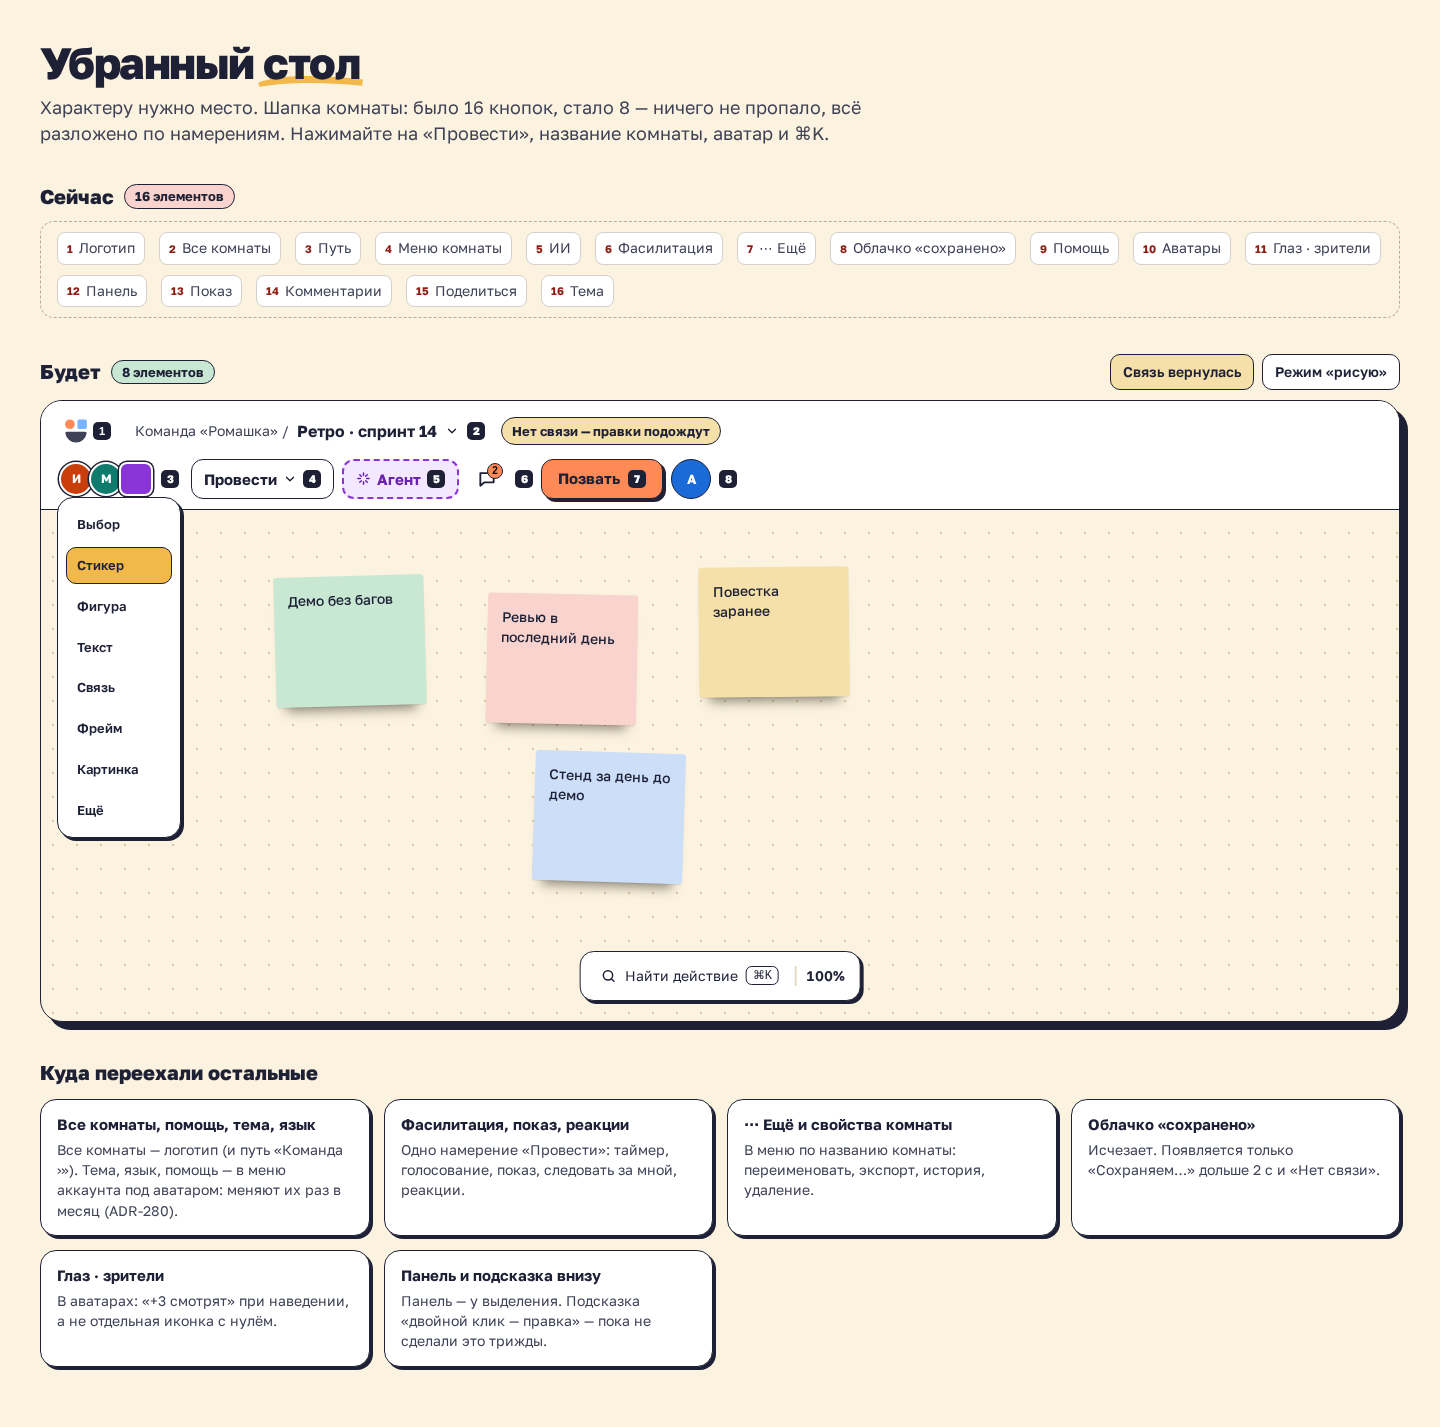 Убранный стол
Характеру нужно место. Шапка комнаты: было 16 кнопок, стало 8 — ничего не пропало, всё
разложено по намерениям. Нажимайте на «Провести», название комнаты, аватар и ⌘K.
Сейчас 16 элементов
1 Логотип 2 Все комнаты 3 Путь 4 Меню комнаты 5 ИИ 6 Фасилитация 7 ··· Ещё 8 Облачко «сохранено» 9 Помощь 10 Аватары 11 Глаз · зрители
12 Панель 13 Показ 14 Комментарии 15 Поделиться 16 Тема
Будет 8 элементов Связь вернулась Режим «рисую»
1 Команда «Ромашка» / Ретро · спринт 14 2 Нет связи — правки подождут
И М 3 Провести 4 Агент 5 2 6 Позвать 7 А 8
Выбор
Стикер
Фигура
Текст
Связь
Фрейм
Картинка
Ещё
Демо без багов
Ревью в
последний день
Повестка
заранее
Стенд за день до
демо
Найти действие ⌘K 100%
Куда переехали остальные
Все комнаты, помощь, тема, язык
Все комнаты — логотип (и путь «Команда
›»). Тема, язык, помощь — в меню
аккаунта под аватаром: меняют их раз в
месяц (ADR-280).
Фасилитация, показ, реакции
Одно намерение «Провести»: таймер,
голосование, показ, следовать за мной,
реакции.
··· Ещё и свойства комнаты
В меню по названию комнаты:
переименовать, экспорт, история,
удаление.
Облачко «сохранено»
Исчезает. Появляется только
«Сохраняем…» дольше 2 с и «Нет связи».
Глаз · зрители
В аватарах: «+3 смотрят» при наведении,
а не отдельная иконка с нулём.
Панель и подсказка внизу
Панель — у выделения. Подсказка
«двойной клик — правка» — пока не
сделали это трижды.